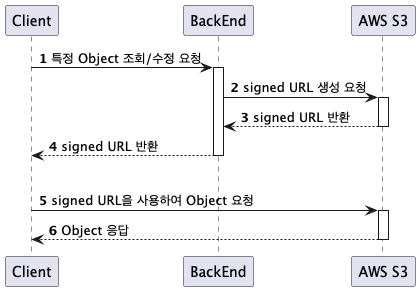 Client BackEnd AWS S3
1 특정 Object 조회/수정 요청
2 signed URL 생성 요청
3 signed URL 반환
4 signed URL 반환
5 signed URL을 사용하여 Object 요청
6 Object 응답
Client BackEnd AWS S3